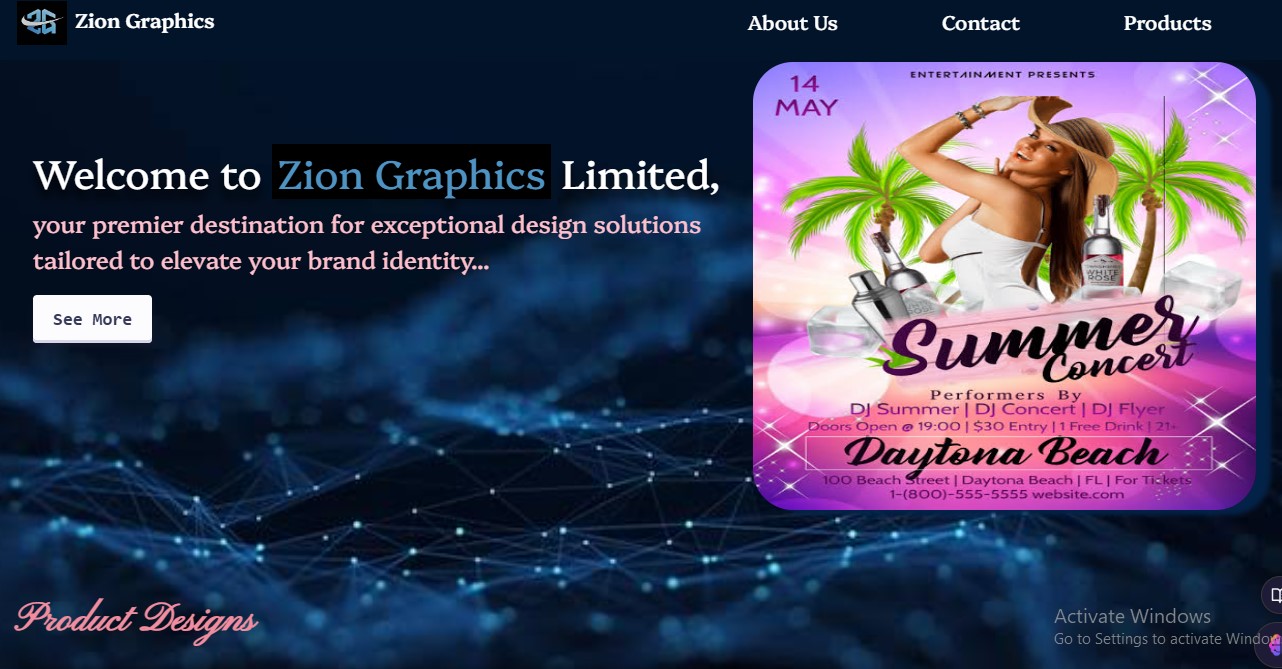 Zion Graphics
About Us
Contact
Products
Welcome to Zion Graphics Limited,
your premier destination for exceptional design solutions
tailored to elevate your brand identity...
See More
ENTERTAINMENT PRESENTS
14
MAY
WHITE
ROSE
Summer
Concert
Performers By
DJ Summer | DJ Concert | DJ Flyer
Doors Open @ 19:00 | $30 Entry | 1 Free Drink | 21+
Daytona Beach
100 Beach Street | Daytona Beach | FL | For Tickets
1-(800)-555-5555 website.com
Product Designs
Activate Windows
Go to Settings to activate Windows